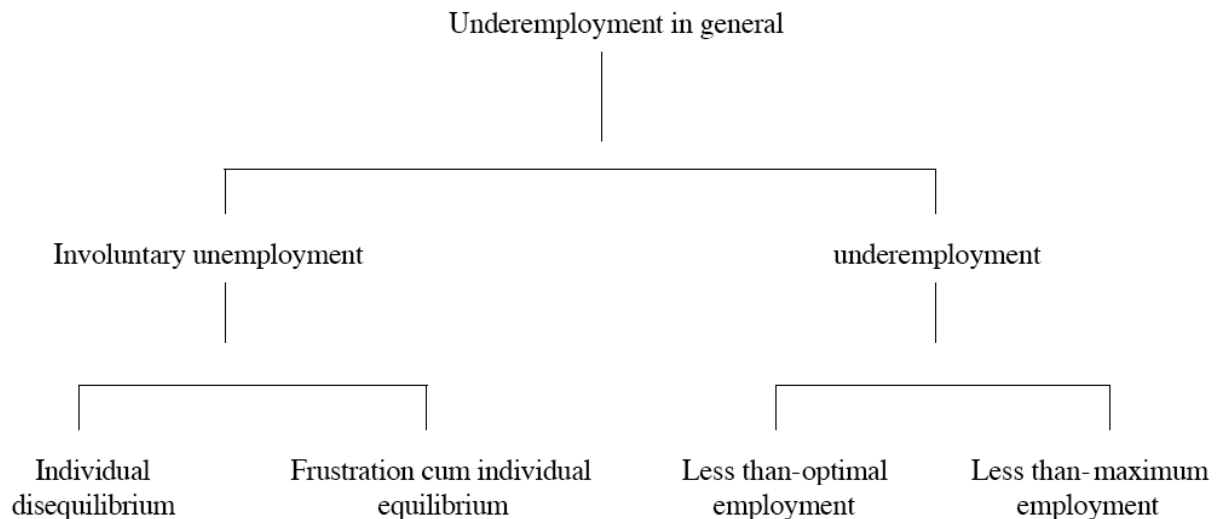 Underemployment in general
Involuntary unemployment
underemployment
Individual
disequilibrium
Frustration cum individual
equilibrium
Less than-optimal
employment
Less than-maximum
employment